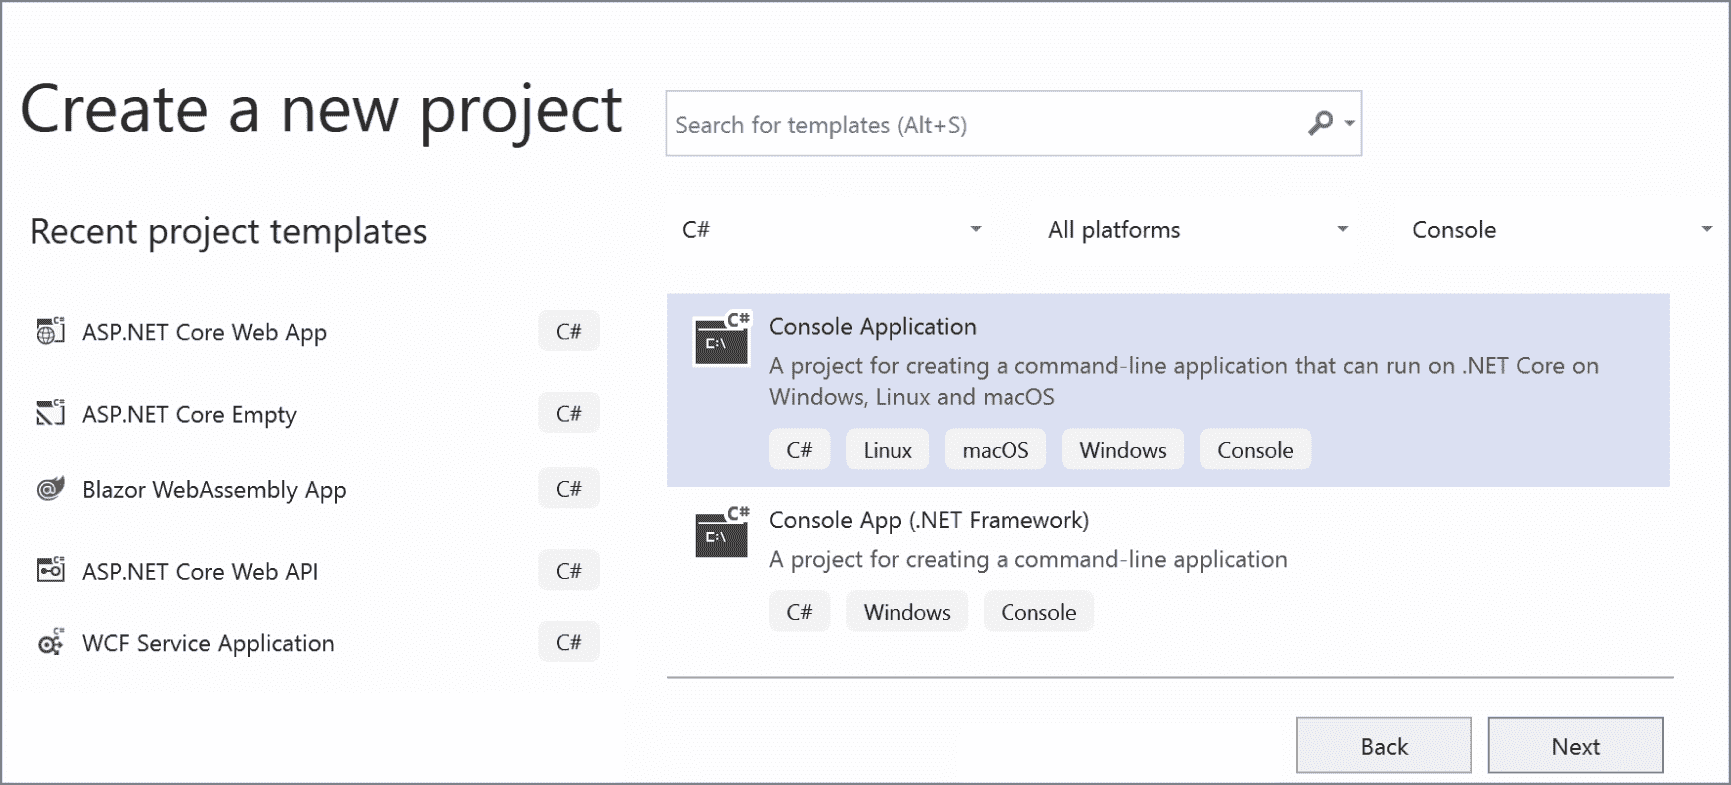 Create a new project
Search for templates (Alt+S)
Recent project templates
C#
All platforms
Console
ASP.NET Core Web App
C#
ASP.NET Core Empty
C#
Blazor WebAssembly App
C#
ASP.NET Core Web API
C#
WCF Service Application
C#
C#
C:\
Console Application
A project for creating a command-line application that can run on .NET Core on
Windows, Linux and macOS
C# Linux macOS Windows Console
C#
C:\
Console App (.NET Framework)
A project for creating a command-line application
C# Windows Console
Back
Next